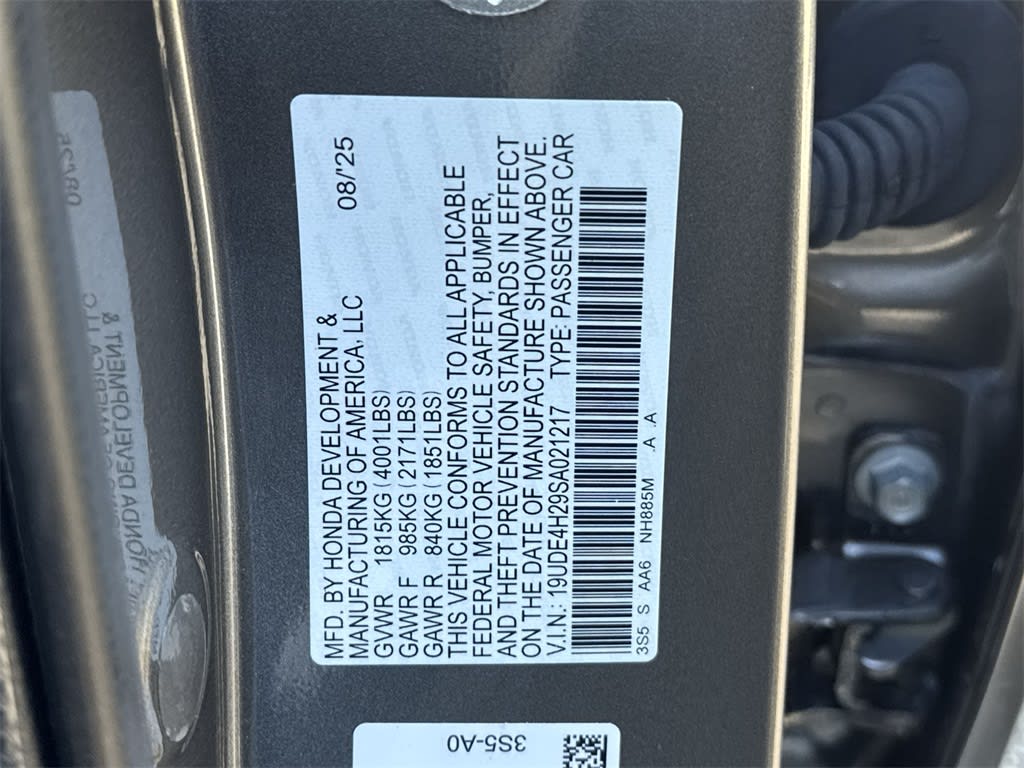 MFD. BY HONDA DEVELOPMENT & 08/'25
MANUFACTURING OF AMERICA, LLC
GVWR 1815KG (4001LBS)
GAWR F 985KG (2171LBS)
GAWR R 840KG (1851LBS)
THIS VEHICLE CONFORMS TO ALL APPLICABLE
FEDERAL MOTOR VEHICLE SAFETY, BUMPER,
AND THEFT PREVENTION STANDARDS IN EFFECT
ON THE DATE OF MANUFACTURE SHOWN ABOVE.
V.I.N.: 19UDE4H29SA021217 TYPE: PASSENGER CAR
3S5 S AA6 NH885M .A .A
3S5-A0